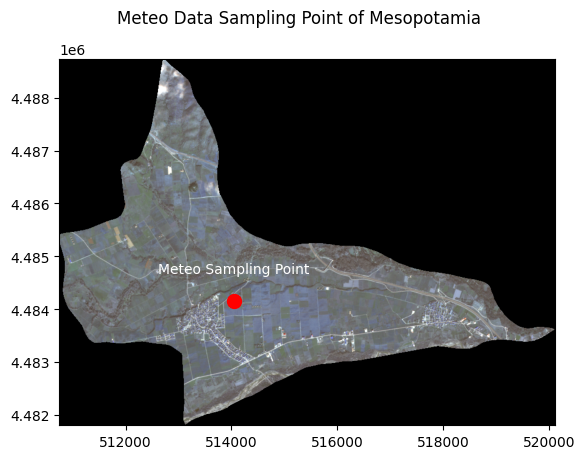 Meteo Data Sampling Point of Mesopotamia
1e6
4.488
4.487
4.486
4.485
Meteo Sampling Point
4.484
4.483
4.482
512000 514000 516000 518000 520000